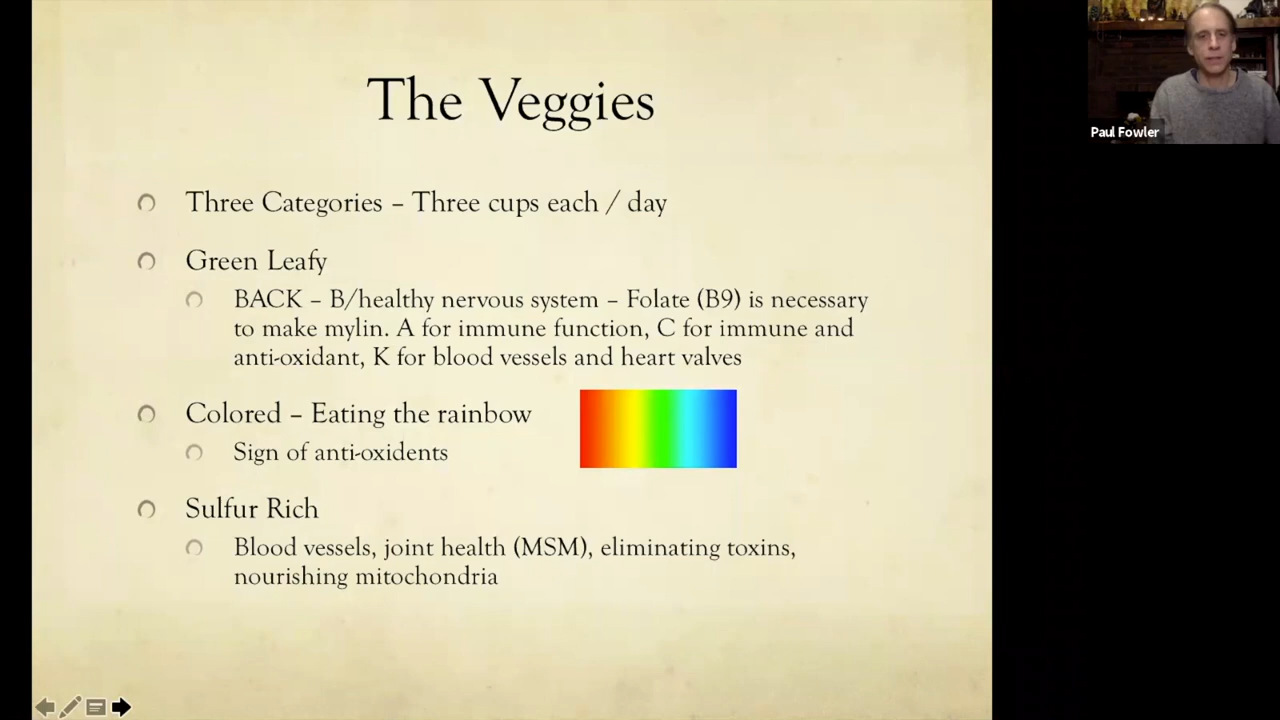 The Veggies
Paul Fowler
Three Categories – Three cups each / day
Green Leafy
BACK – B/healthy nervous system – Folate (B9) is necessary
to make mylin. A for immune function, C for immune and
anti-oxidant, K for blood vessels and heart valves
Colored – Eating the rainbow
Sign of anti-oxidents
Sulfur Rich
Blood vessels, joint health (MSM), eliminating toxins,
nourishing mitochondria